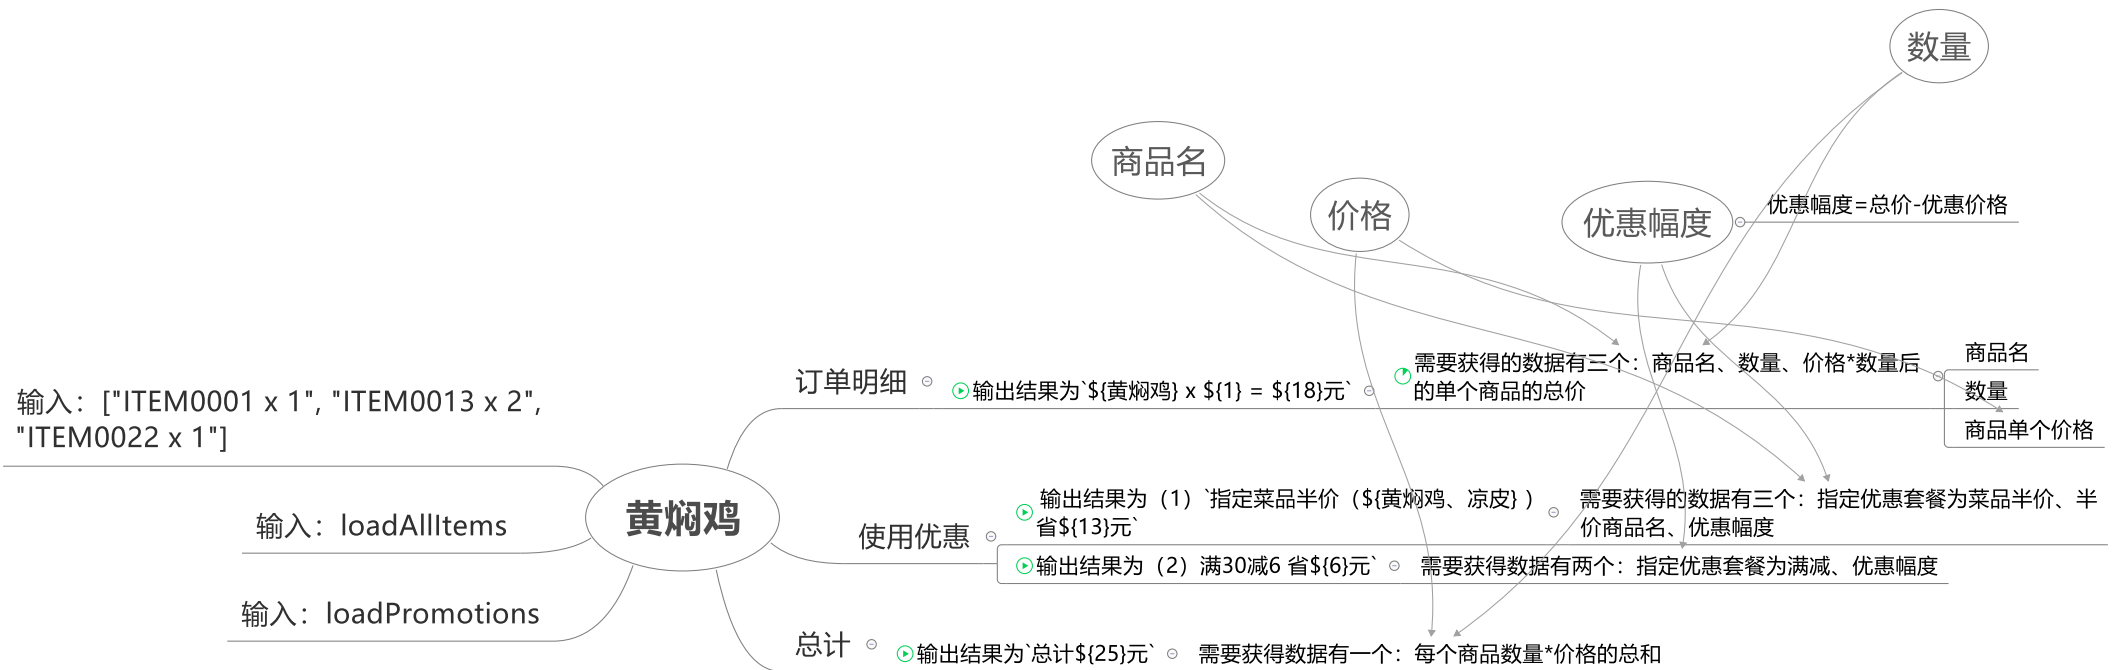 数量
商品名
价格
优惠幅度
优惠幅度=总价-优惠价格
输入：["ITEM0001 x 1", "ITEM0013 x 2",
"ITEM0022 x 1"]
输入：loadAllItems
输入：loadPromotions
黄焖鸡
订单明细
输出结果为`${黄焖鸡} x ${1} = ${18}元`
需要获得的数据有三个：商品名、数量、价格*数量后
的单个商品的总价
商品名
数量
商品单个价格
使用优惠
输出结果为（1）`指定菜品半价（${黄焖鸡、凉皮} ）
省${13}元`
需要获得的数据有三个：指定优惠套餐为菜品半价、半
价商品名、优惠幅度
输出结果为（2）满30减6 省${6}元`
需要获得数据有两个：指定优惠套餐为满减、优惠幅度
总计
输出结果为`总计${25}元`
需要获得数据有一个：每个商品数量*价格的总和